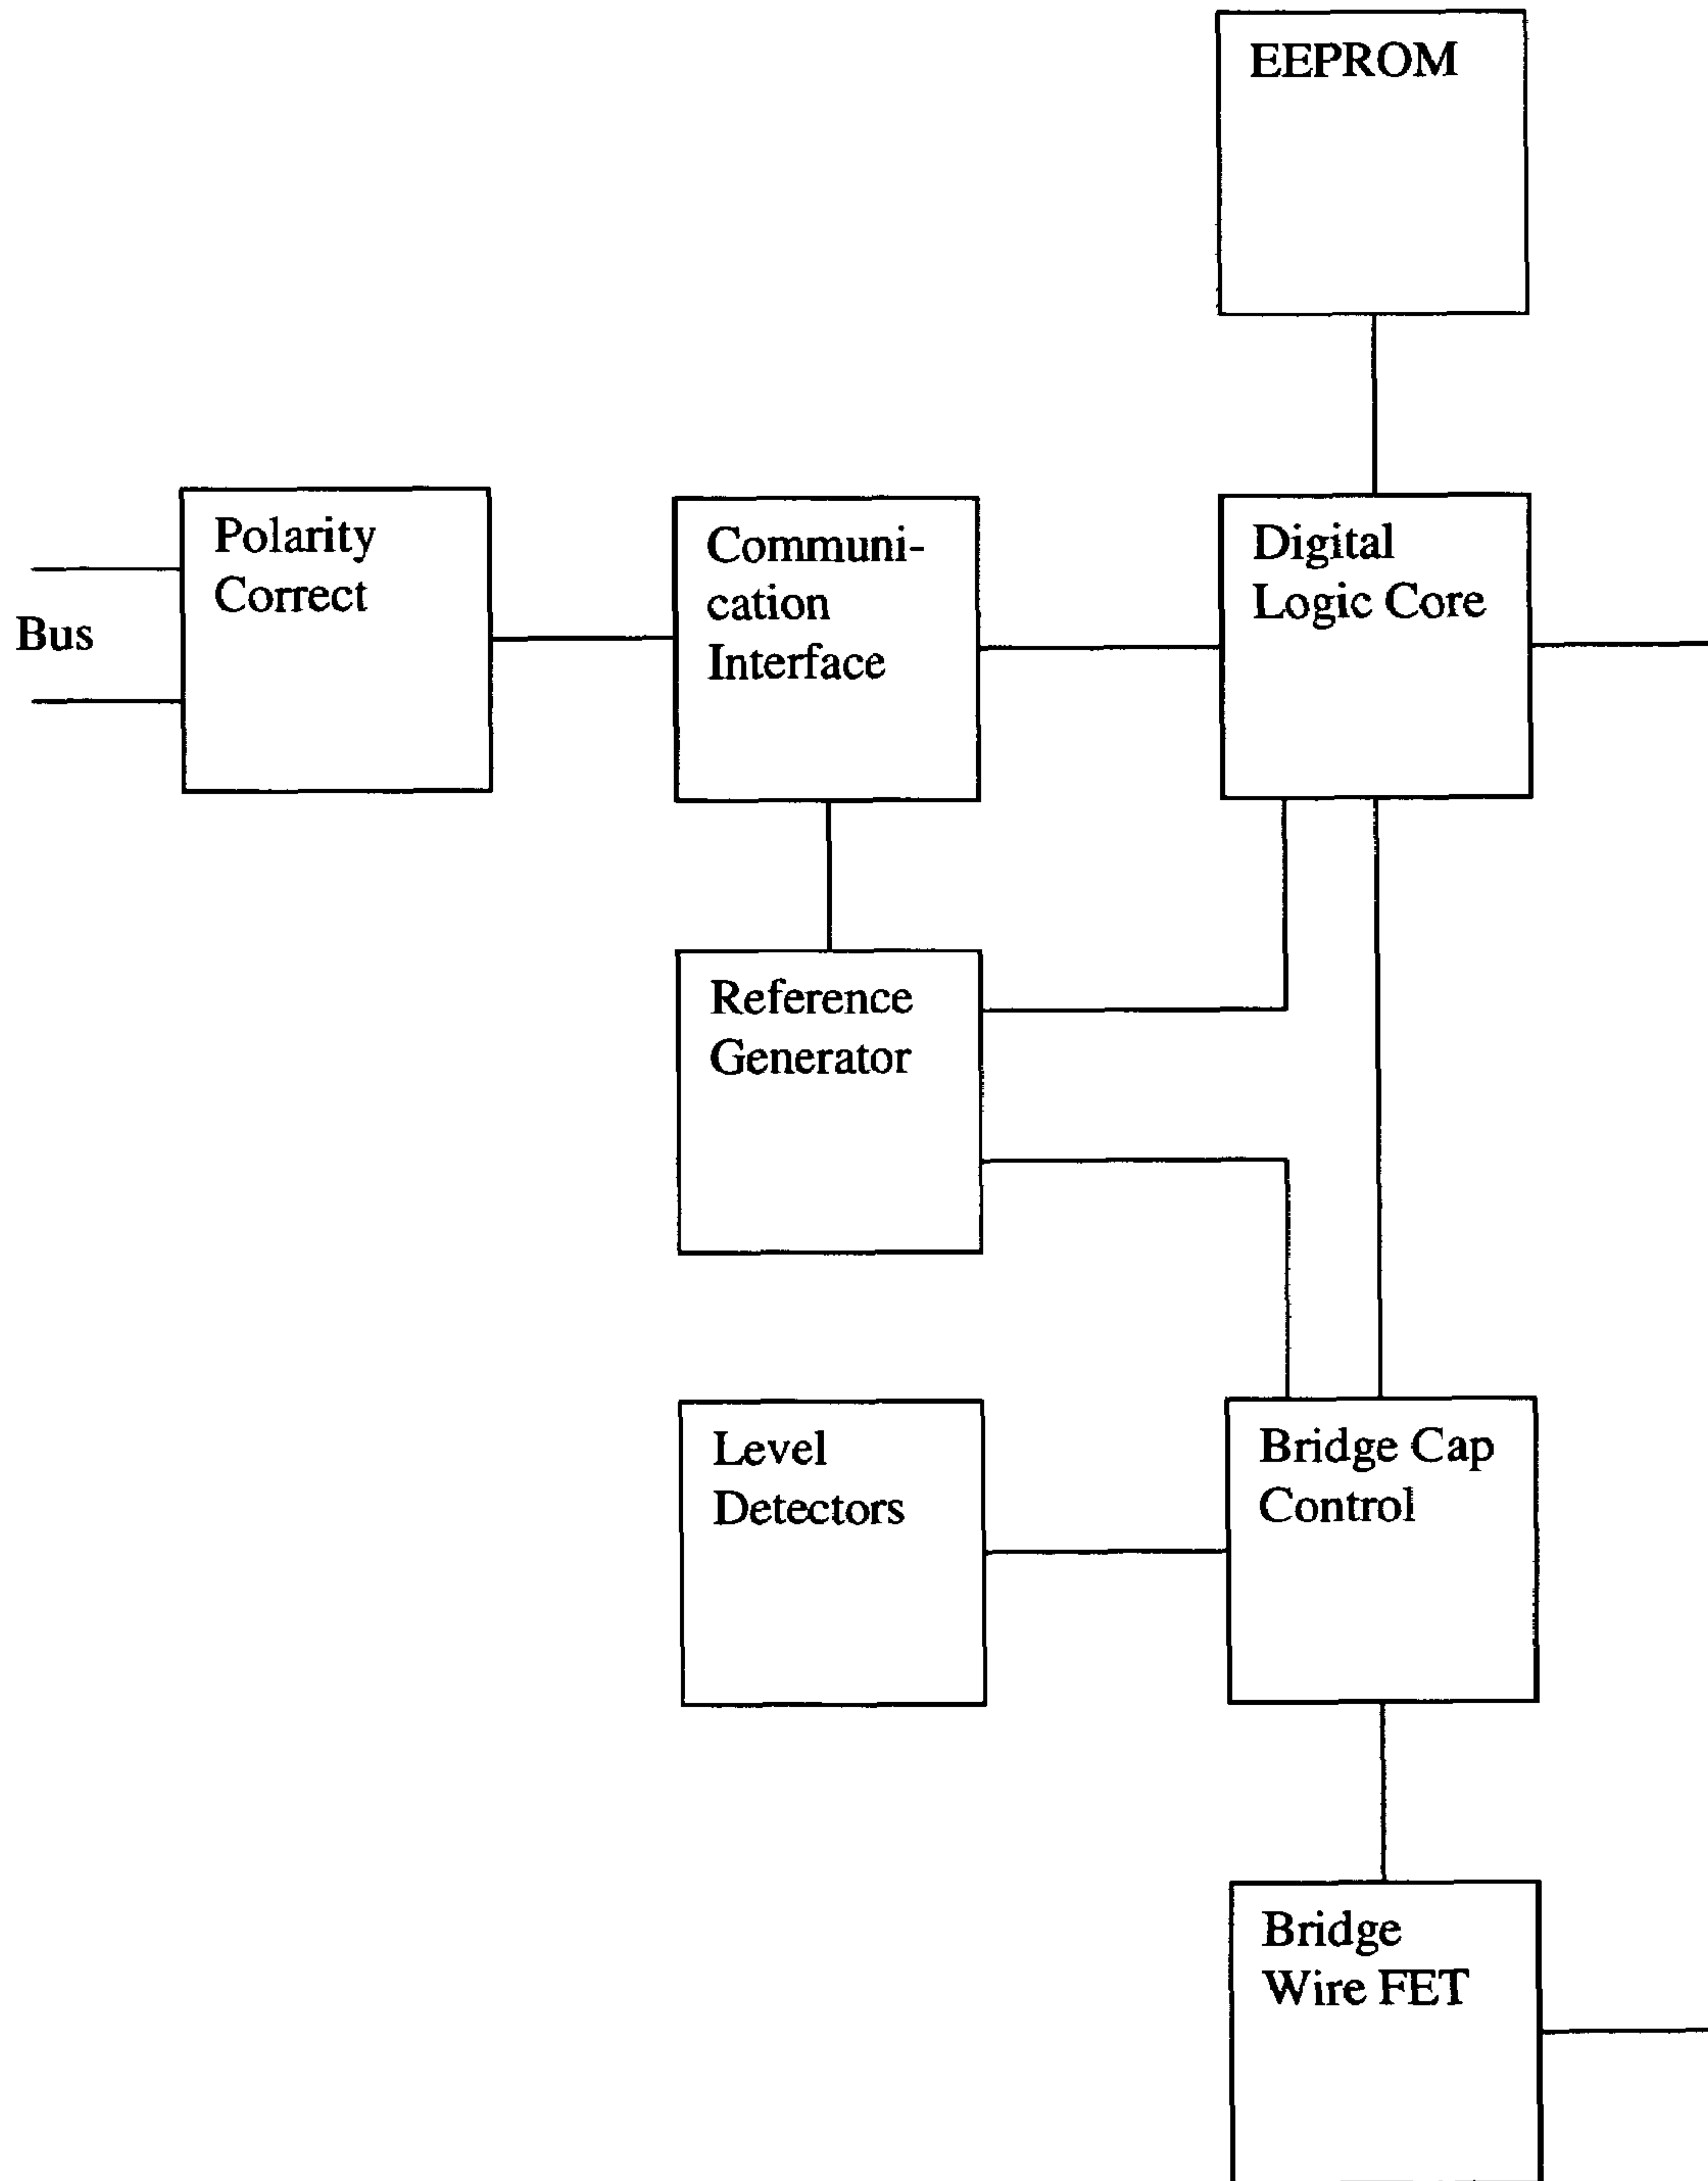 EEPROM
Polarity
Correct
Bus
Communi-
cation
Interface
Digital
Logic Core
Reference
Generator
Level
Detectors
Bridge Cap
Control
Bridge
Wire FET